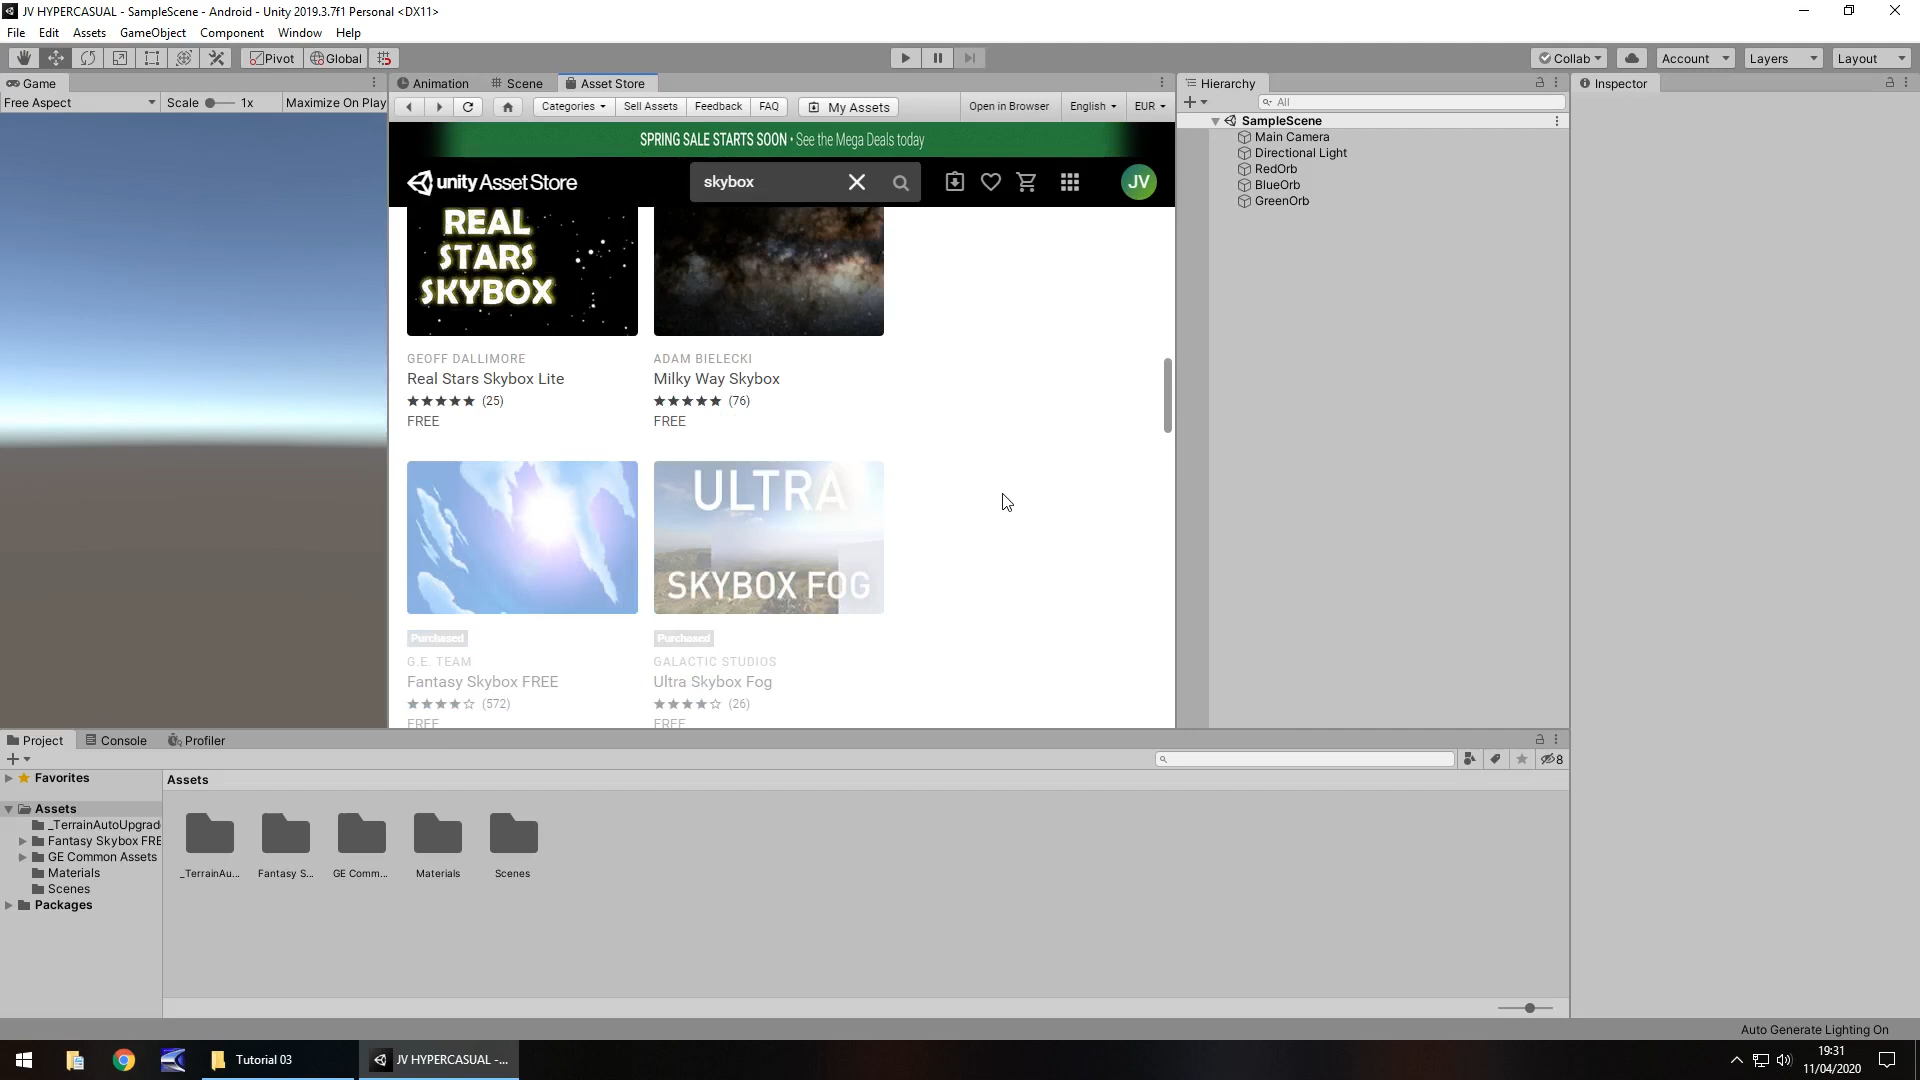 JV HYPERCASUAL - SampleScene - Android - Unity 2019.3.7f1 Personal <DX11>
File Edit Assets GameObject Component Window Help
Pivot Global Collab Account Layers Layout
Game Animation Scene Asset Store Hierarchy Inspector
Free Aspect Scale 1x Maximize On Play Categories Sell Assets Feedback FAQ My Assets Open in Browser English EUR All
SPRING SALE STARTS SOON • See the Mega Deals today
unity Asset Store skybox JV
SampleScene
Main Camera
Directional Light
RedOrb
BlueOrb
GreenOrb
REAL
STARS
SKYBOX
GEOFF DALLIMORE
Real Stars Skybox Lite
(25)
FREE
ADAM BIELECKI
Milky Way Skybox
(76)
FREE
ULTRA
SKYBOX FOG
Purchased
G.E. TEAM
Fantasy Skybox FREE
(572)
FREE
Purchased
GALACTIC STUDIOS
Ultra Skybox Fog
(26)
FREE
Project Console Profiler
8
Favorites
Assets
_TerrainAutoUpgrad
Fantasy Skybox FRE
GE Common Assets
Materials
Scenes
Packages
Assets
_TerrainAu... Fantasy S... GE Comm... Materials Scenes
Auto Generate Lighting On
Tutorial 03 JV HYPERCASUAL -...
19:31
11/04/2020